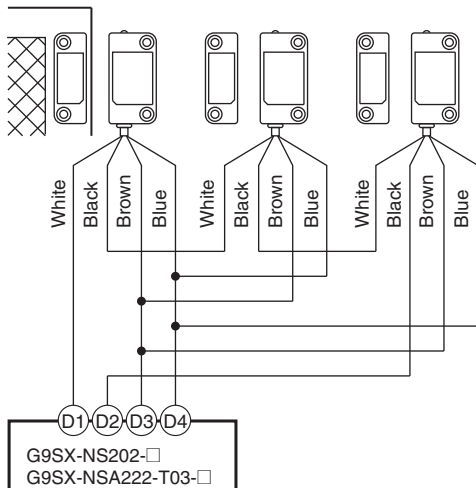 White Black Brown Blue White Black Brown Blue White Black Brown Blue
D1 D2 D3 D4
G9SX-NS202-□
G9SX-NSA222-T03-□